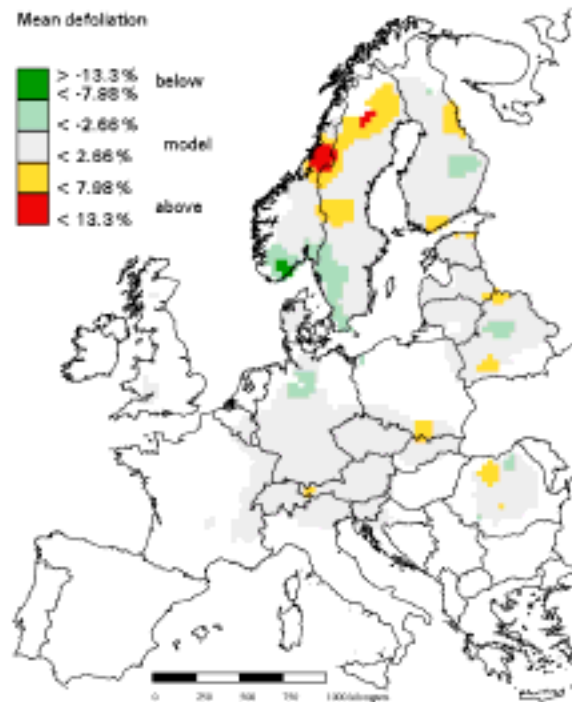 Mean defoliation
> -13.3% below
< -7.98%
< -2.66%
model
< 2.66%
< 7.98%
above
< 13.3%
0 250 500 750 1000 kilometers